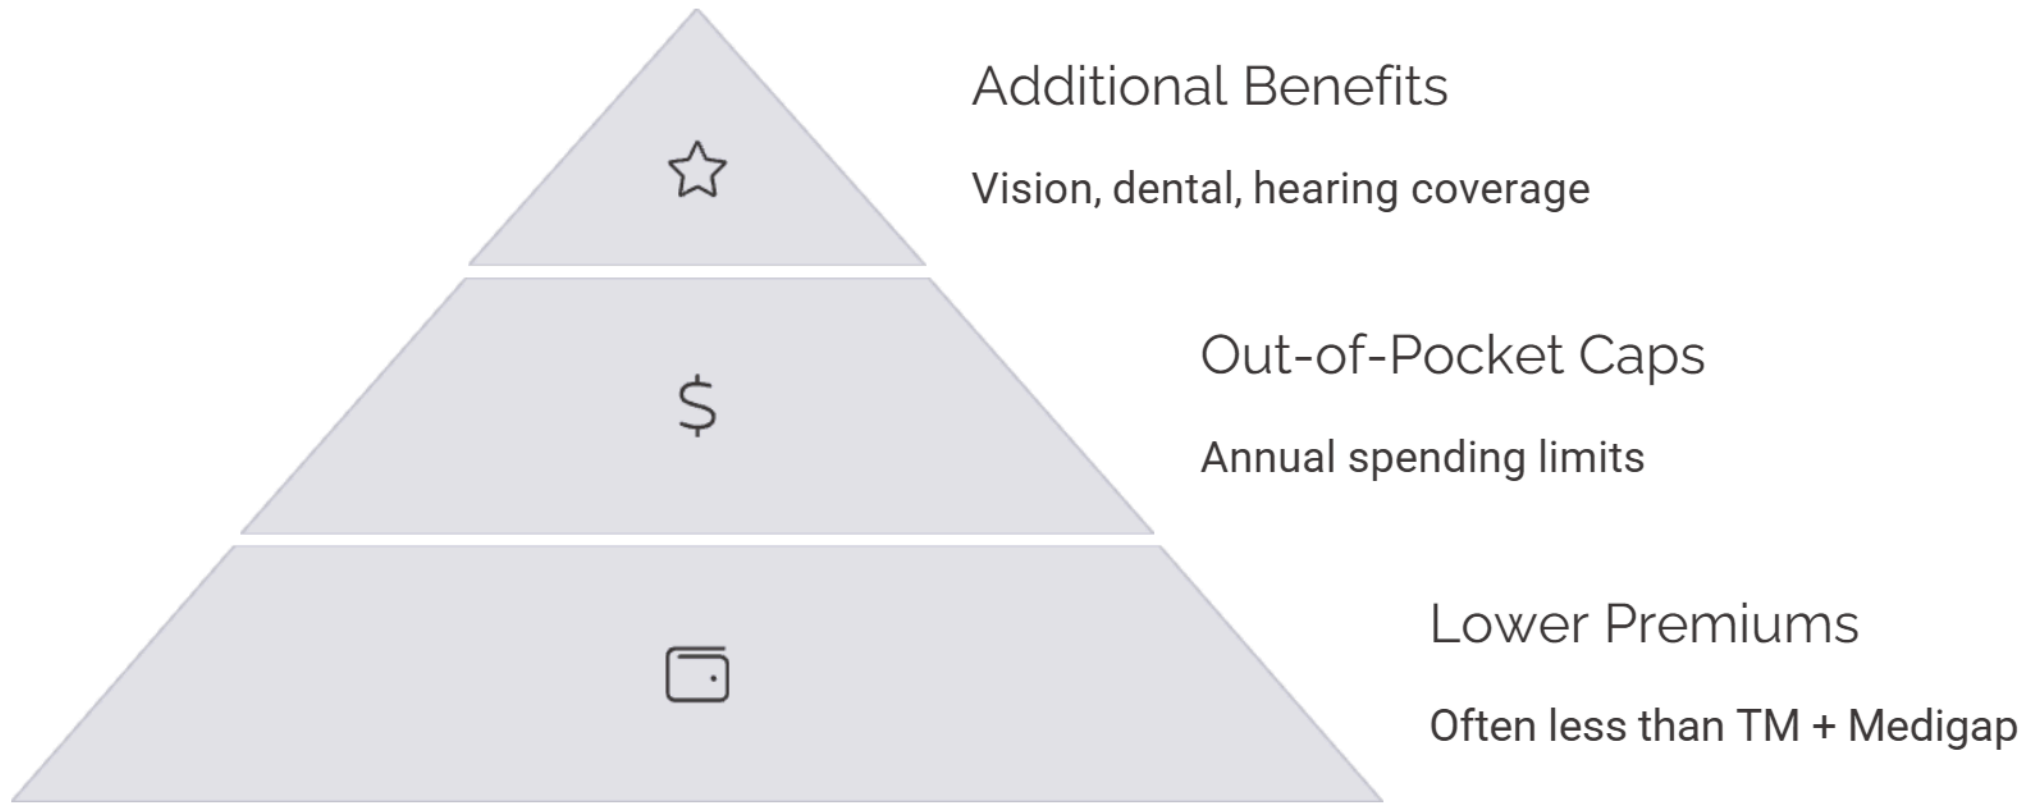 Additional Benefits
Vision, dental, hearing coverage
$
Out-of-Pocket Caps
Annual spending limits
Lower Premiums
Often less than TM + Medigap